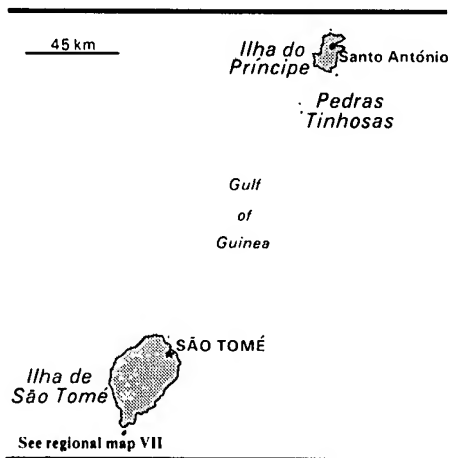 45 km
Ilha do
Príncipe
Santo António
Pedras
Tinhosas
Gulf
of
Guinea
SÃO TOMÉ
Ilha de
São Tomé
See regional map VII